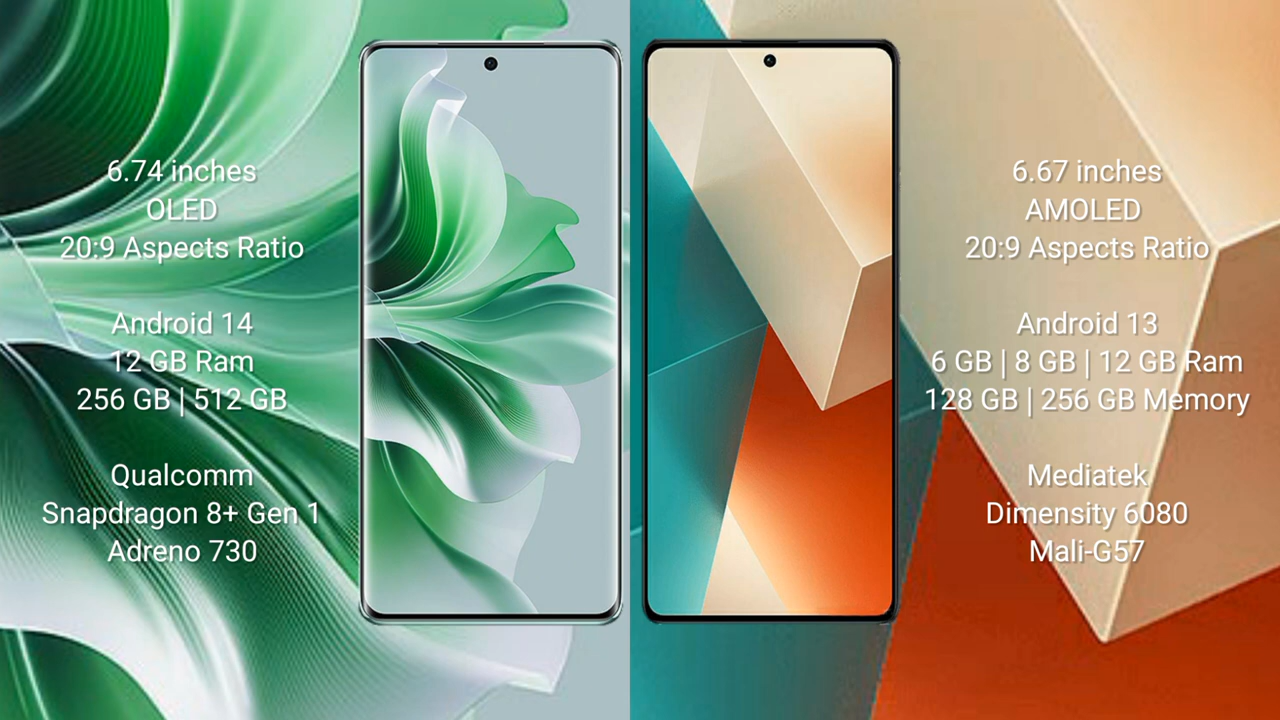 6.74 inches
OLED
20:9 Aspects Ratio
Android 14
12 GB Ram
256 GB | 512 GB
Qualcomm
Snapdragon 8+ Gen 1
Adreno 730
6.67 inches
AMOLED
20:9 Aspects Ratio
Android 13
6 GB | 8 GB | 12 GB Ram
128 GB | 256 GB Memory
Mediatek
Dimensity 6080
Mali-G57